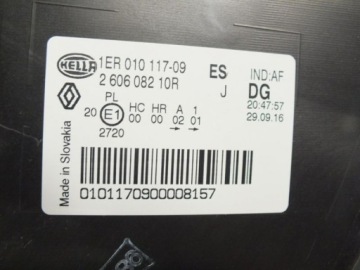 HELLA 1ER 010 117-09 ES IND:AF
2 606 082 10R J DG
PL HC HR A 1
20 E1 00 00 02 01
2720
20:47:57
29.09.16
Made in Slovakia
0101170900008157